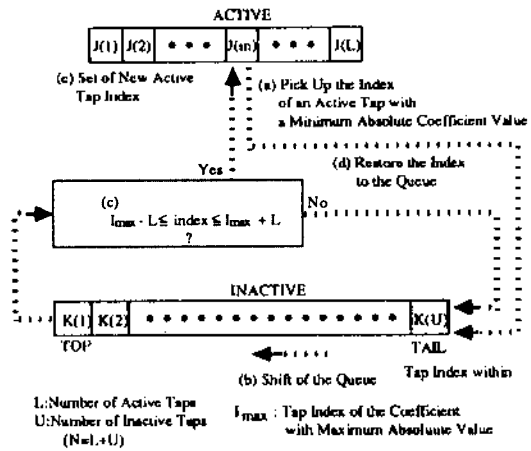 ACTIVE
J(1) J(2) • • • J(m) • • • J(L)
(e) Set of New Active
Tap Index
(a) Pick Up the Index
of an Active Tap with
a Minimum Absolute Coefficient Value
Yes
(d) Restore the Index
to the Queue
(c)
Imax - L ≦ index ≦ Imax + L
?
No
INACTIVE
K(1) K(2) • • • • • • • • • • • • • • K(U)
TOP
TAIL
(b) Shift of the Queue
Tap Index within
L:Number of Active Taps
U:Number of Inactive Taps
(N=L+U)
Imax : Tap Index of the Coefficient
with Maximum Absoluate Value